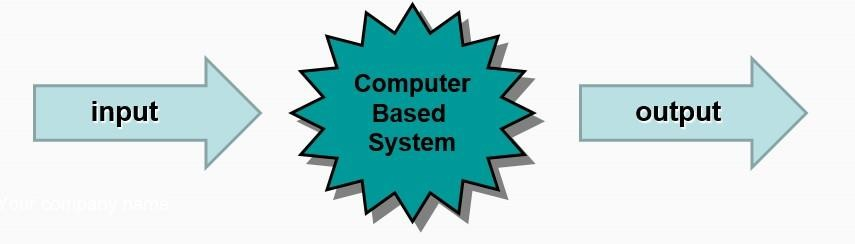 input
Computer
Based
System
output
Your company name